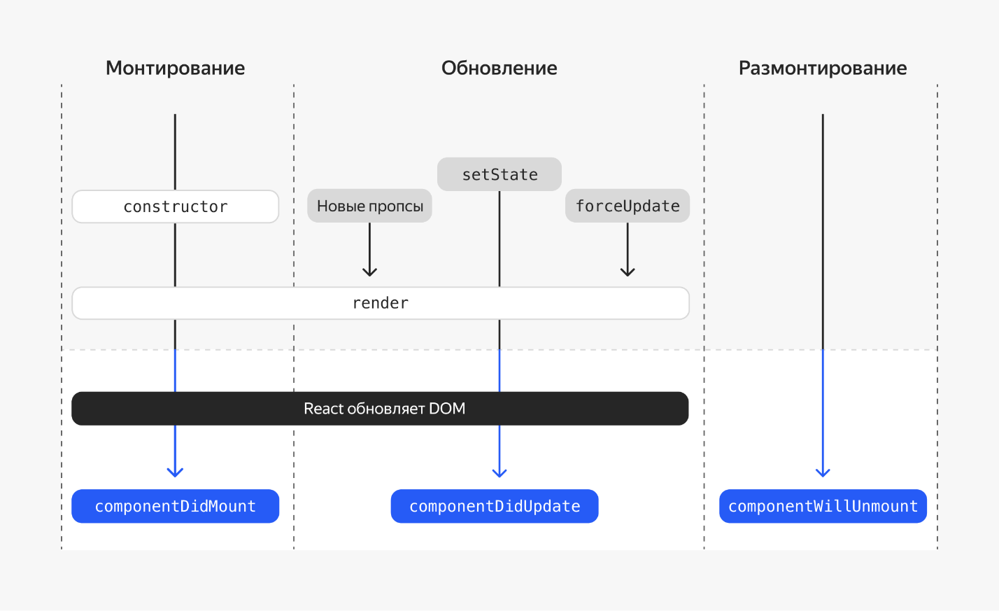 Монтирование
Обновление
Размонтирование
setState
constructor
Новые пропсы
forceUpdate
render
React обновляет DOM
componentDidMount
componentDidUpdate
componentWillUnmount